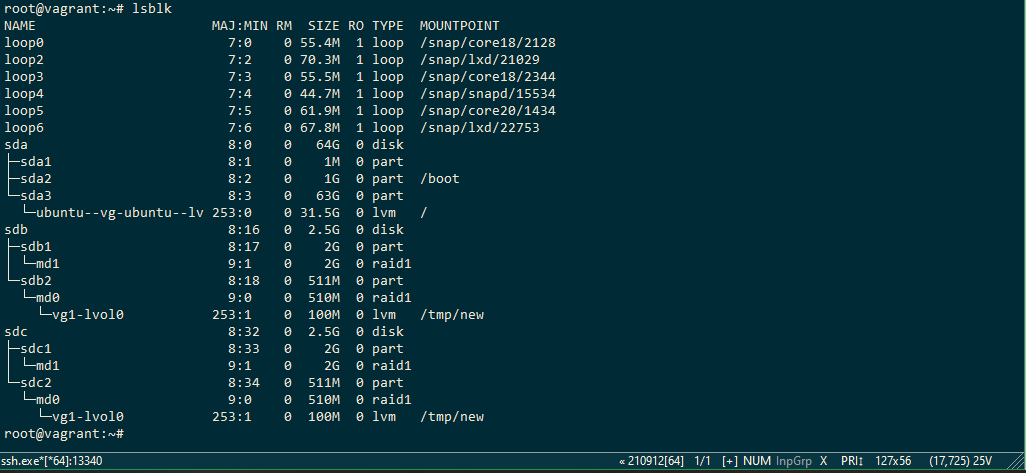 root@vagrant:~# lsblk
NAME                      MAJ:MIN RM  SIZE RO TYPE  MOUNTPOINT
loop0                       7:0    0 55.4M  1 loop  /snap/core18/2128
loop2                       7:2    0 70.3M  1 loop  /snap/lxd/21029
loop3                       7:3    0 55.5M  1 loop  /snap/core18/2344
loop4                       7:4    0 44.7M  1 loop  /snap/snapd/15534
loop5                       7:5    0 61.9M  1 loop  /snap/core20/1434
loop6                       7:6    0 67.8M  1 loop  /snap/lxd/22753
sda                         8:0    0   64G  0 disk
├─sda1                      8:1    0    1M  0 part
├─sda2                      8:2    0    1G  0 part  /boot
└─sda3                      8:3    0   63G  0 part
  └─ubuntu--vg-ubuntu--lv 253:0    0 31.5G  0 lvm   /
sdb                         8:16   0  2.5G  0 disk
├─sdb1                      8:17   0    2G  0 part
│ └─md1                     9:1    0    2G  0 raid1
└─sdb2                      8:18   0  511M  0 part
  └─md0                     9:0    0  510M  0 raid1
    └─vg1-lvol0           253:1    0  100M  0 lvm   /tmp/new
sdc                         8:32   0  2.5G  0 disk
├─sdc1                      8:33   0    2G  0 part
│ └─md1                     9:1    0    2G  0 raid1
└─sdc2                      8:34   0  511M  0 part
  └─md0                     9:0    0  510M  0 raid1
    └─vg1-lvol0           253:1    0  100M  0 lvm   /tmp/new
root@vagrant:~#
ssh.exe*[*64]:13340 « 210912[64] 1/1 [+] NUM InpGrp X PRI↕ 127x56 (17,725) 25V